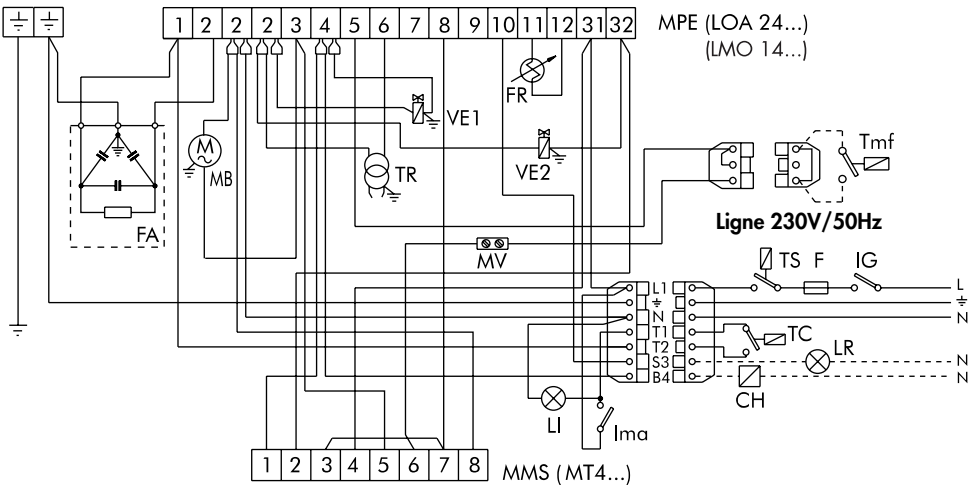 1 2 2 2 3 4 5 6 7 8 9 10 11 12 31 32
MPE (LOA 24...)
(LMO 14...)
FR
VE1
M
MB
TR
VE2
Tmf
FA
Ligne 230V/50Hz
MV
TS F IG
L1
L
N
N
T1
TC
T2
LR
S3
N
B4
N
CH
LI
Ima
1 2 3 4 5 6 7 8
MMS (MT4...)